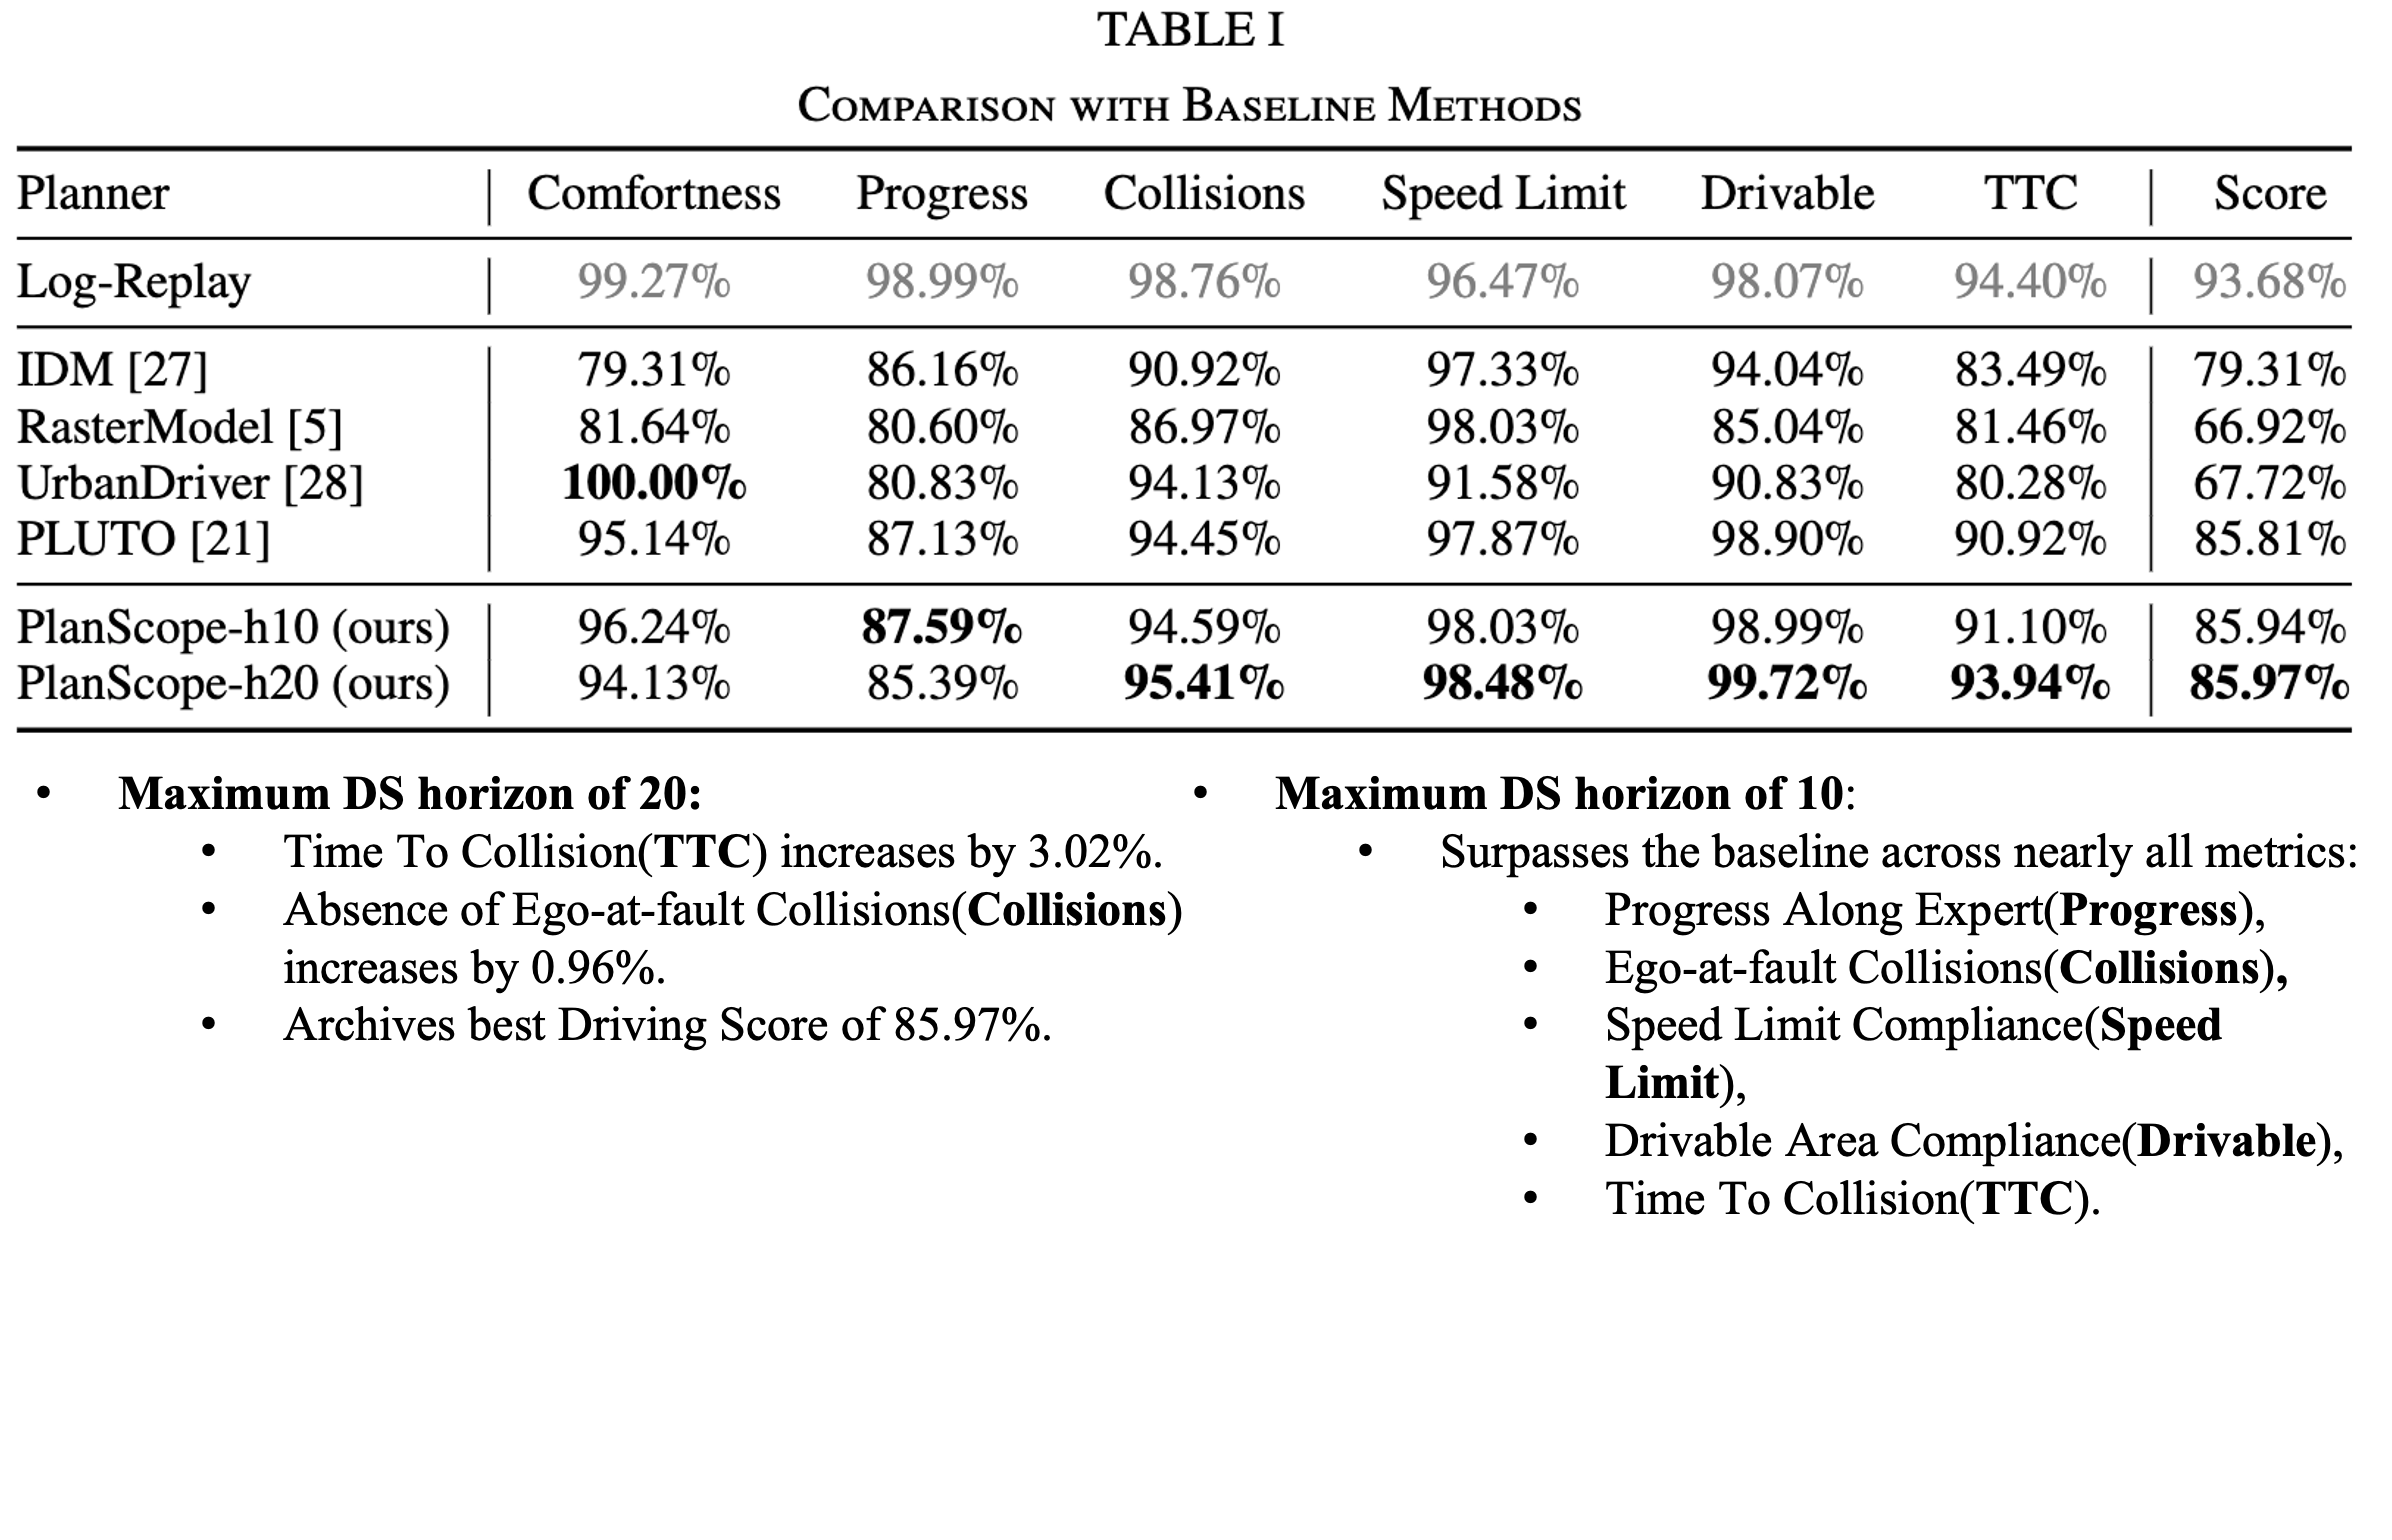 TABLE I
COMPARISON WITH BASELINE METHODS
Planner Comfortness Progress Collisions Speed Limit Drivable TTC Score
Log-Replay 99.27% 98.99% 98.76% 96.47% 98.07% 94.40% 93.68%
IDM [27] 79.31% 86.16% 90.92% 97.33% 94.04% 83.49% 79.31%
RasterModel [5] 81.64% 80.60% 86.97% 98.03% 85.04% 81.46% 66.92%
UrbanDriver [28] 100.00% 80.83% 94.13% 91.58% 90.83% 80.28% 67.72%
PLUTO [21] 95.14% 87.13% 94.45% 97.87% 98.90% 90.92% 85.81%
PlanScope-h10 (ours) 96.24% 87.59% 94.59% 98.03% 98.99% 91.10% 85.94%
PlanScope-h20 (ours) 94.13% 85.39% 95.41% 98.48% 99.72% 93.94% 85.97%
• Maximum DS horizon of 20:
• Time To Collision(TTC) increases by 3.02%.
• Absence of Ego-at-fault Collisions(Collisions)
increases by 0.96%.
• Archives best Driving Score of 85.97%.
• Maximum DS horizon of 10:
• Surpasses the baseline across nearly all metrics:
• Progress Along Expert(Progress),
• Ego-at-fault Collisions(Collisions),
• Speed Limit Compliance(Speed
Limit),
• Drivable Area Compliance(Drivable),
• Time To Collision(TTC).